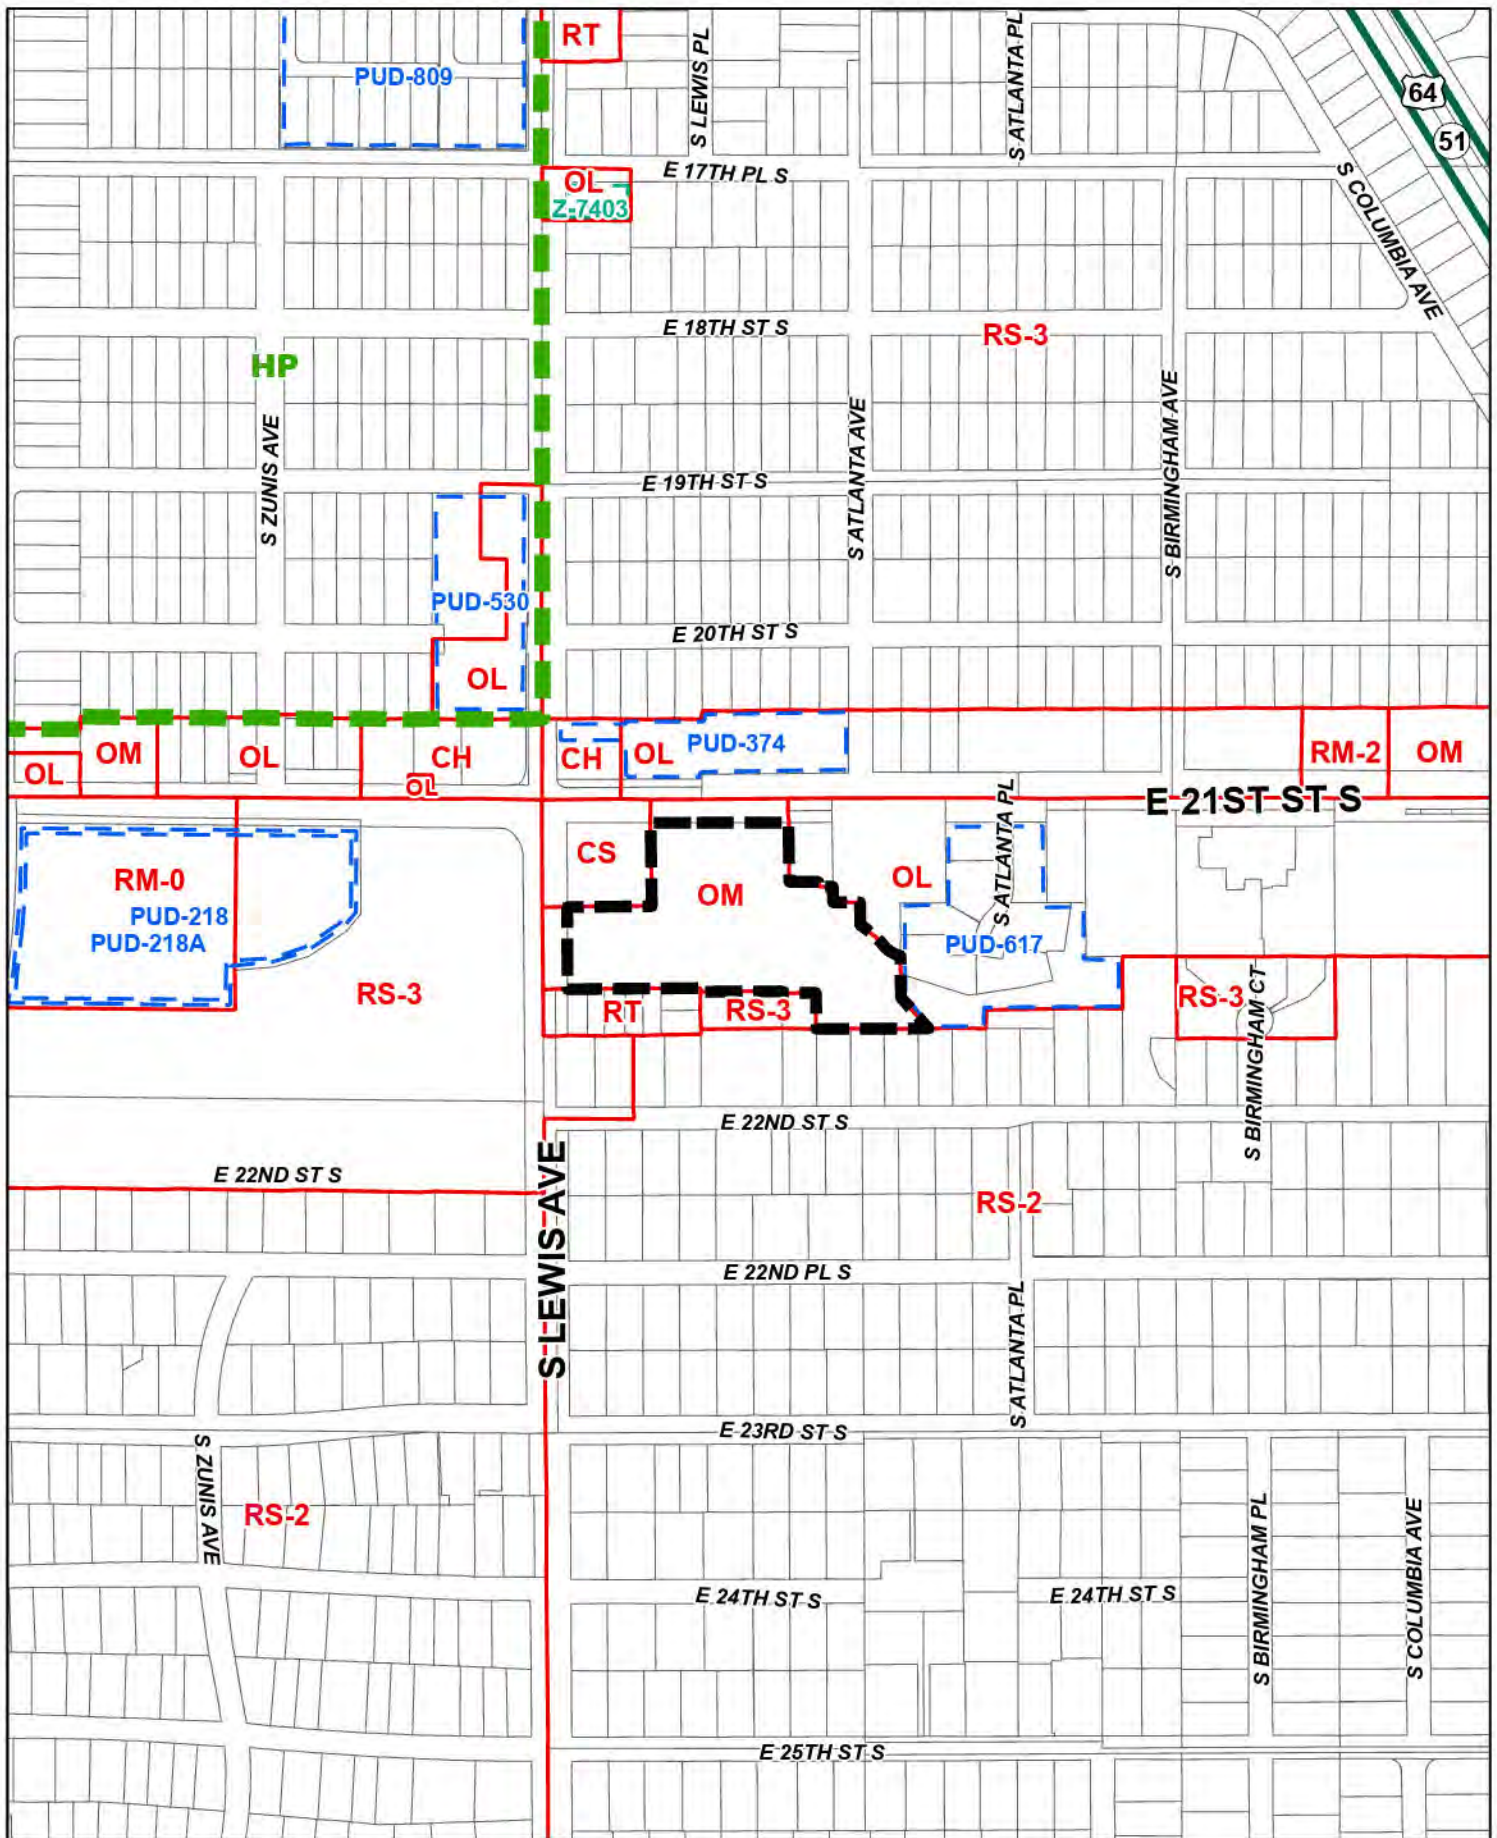 RT
PUD-809
S LEWIS PL
S ATLANTA PL
64
51
E 17TH PL S
OL
Z-7403
S COLUMBIA AVE
E 18TH ST S
RS-3
HP
S ZUNIS AVE
S ATLANTA AVE
S BIRMINGHAM AVE
E 19TH ST S
PUD-530
E 20TH ST S
OL
OL
OM
OL
CH
OL
CH
OL
PUD-374
RM-2
OM
E 21ST ST S
S ATLANTA PL
CS
OM
OL
RM-0
PUD-218
PUD-218A
PUD-617
RS-3
RT
RS-3
RS-3
S BIRMINGHAM CT
E 22ND ST S
E 22ND ST S
S LEWIS AVE
RS-2
E 22ND PL S
S ATLANTA PL
E 23RD ST S
S ZUNIS AVE
RS-2
E 24TH ST S
E 24TH ST S
S BIRMINGHAM PL
S COLUMBIA AVE
E 25TH ST S